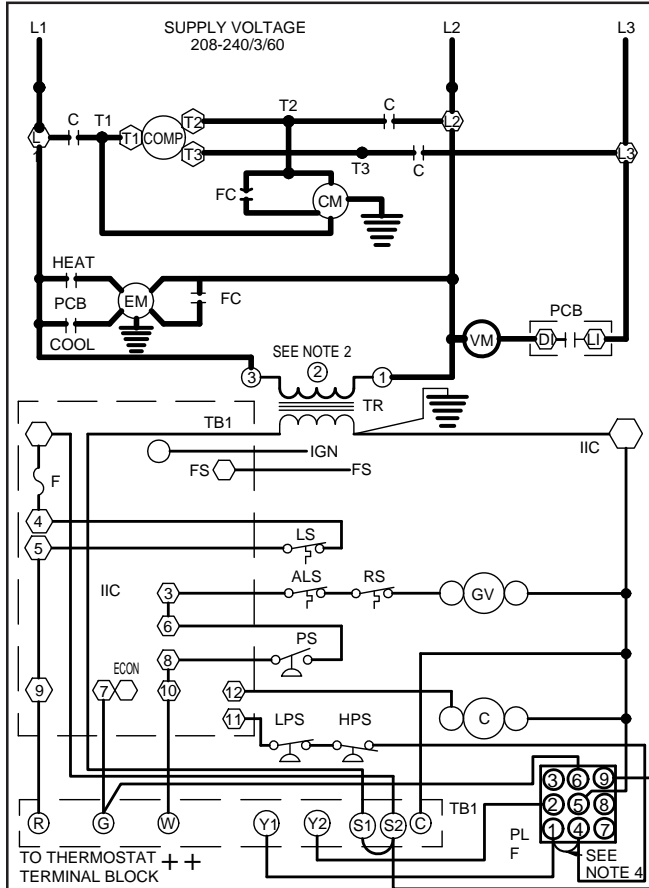 L1 SUPPLY VOLTAGE L2 L3
208-240/3/60
C T1 T2 T2 C L2
L1 T1 COMP
T3 T3 C L3
FC CM
HEAT
PCB EM FC PCB
COOL VM DI LI
SEE NOTE 2
3 2 1
TB1 TR
IGN IIC
FS FS
F
4
5 LS
IIC 3 ALS RS GV
6
8 PS
ECON
9 7 10 12 C
11 LPS HPS
3 6 9
2 5 8
1 4 7
R G W Y1 Y2 S1 S2 C TB1
PL
F
TO THERMOSTAT ++
TERMINAL BLOCK
SEE
NOTE 4